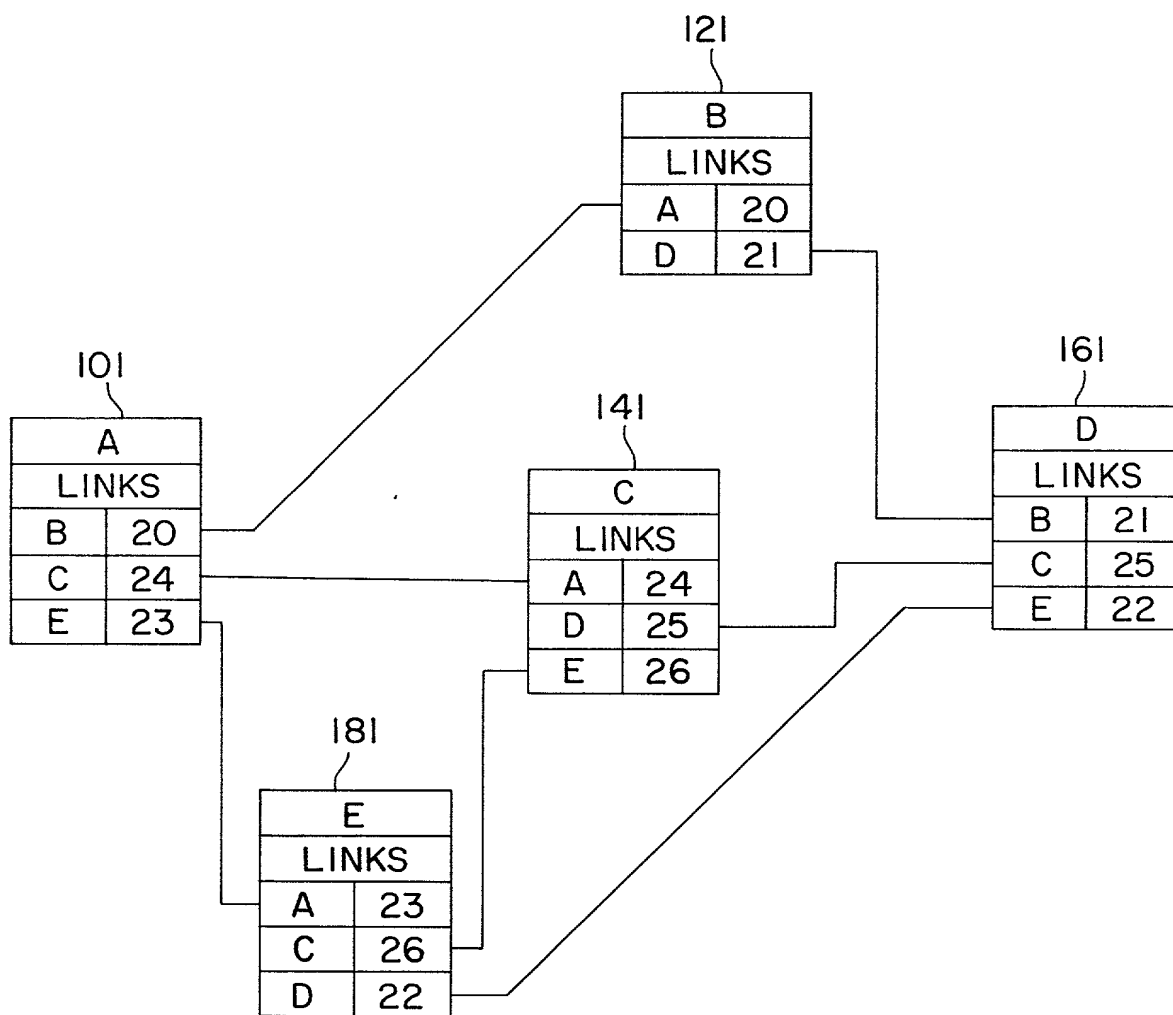 121
B
LINKS
A 20
D 21
101
A
LINKS
B 20
C 24
E 23
141
C
LINKS
A 24
D 25
E 26
161
D
LINKS
B 21
C 25
E 22
181
E
LINKS
A 23
C 26
D 22